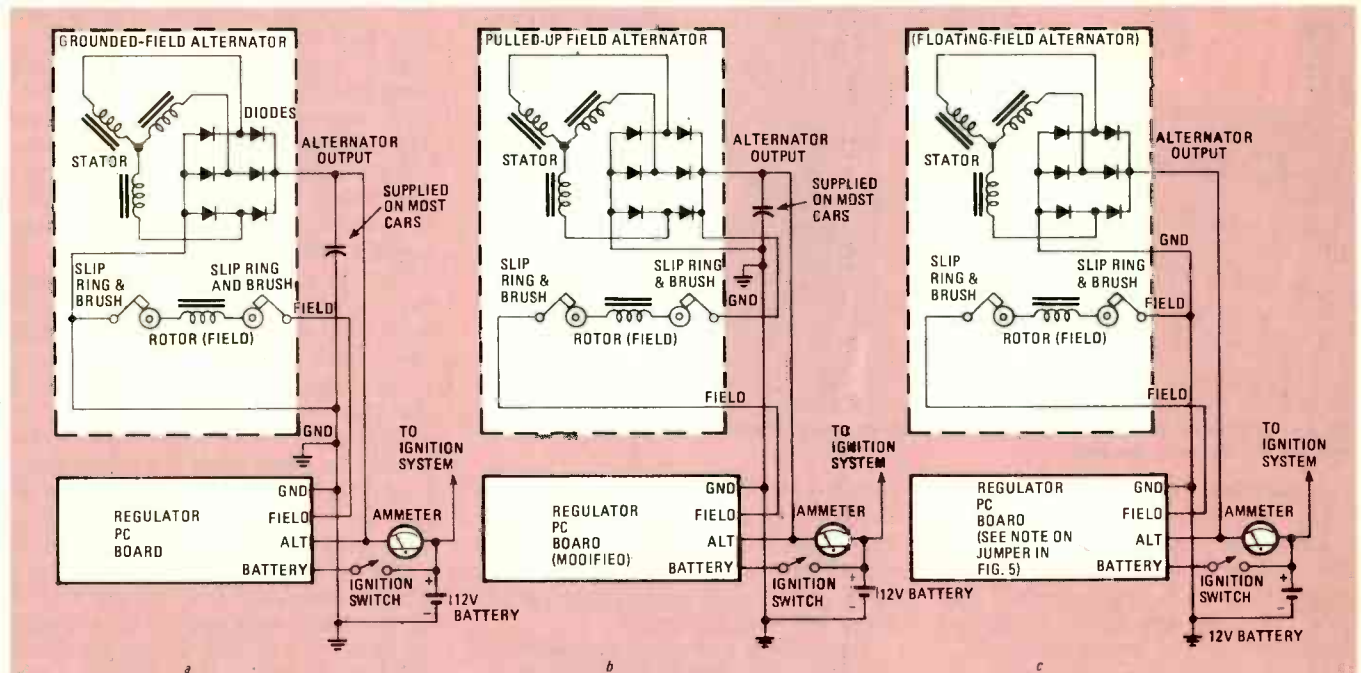 GROUNDED-FIELD ALTERNATOR
DIODES
STATOR
ALTERNATOR
OUTPUT
SUPPLIED
ON MOST
CARS
SLIP
RING &
BRUSH
SLIP RING
AND BRUSH
FIELD
ROTOR (FIELD)
GND
TO
IGNITION
SYSTEM
REGULATOR
PC
BOARD
GND
FIELD
ALT
BATTERY
AMMETER
IGNITION
SWITCH
+
12V
BATTERY
–
a
PULLED-UP FIELD ALTERNATOR
STATOR
ALTERNATOR
OUTPUT
SUPPLIED
ON MOST
CARS
SLIP
RING &
BRUSH
SLIP RING
& BRUSH
GND
ROTOR (FIELD)
FIELD
TO
IGNITION
SYSTEM
REGULATOR
PC
BOARD
(MODIFIED)
GND
FIELD
ALT
BATTERY
AMMETER
IGNITION
SWITCH
+
12V
BATTERY
–
b
(FLOATING-FIELD ALTERNATOR)
STATOR
ALTERNATOR
OUTPUT
GND
SLIP
RING &
BRUSH
SLIP RING
& BRUSH
FIELD
ROTOR (FIELD)
FIELD
TO
IGNITION
SYSTEM
REGULATOR
PC
BOARD
(SEE NOTE ON
JUMPER IN
FIG. 5)
GND
FIELD
ALT
BATTERY
AMMETER
IGNITION
SWITCH
+
–
12V BATTERY
c